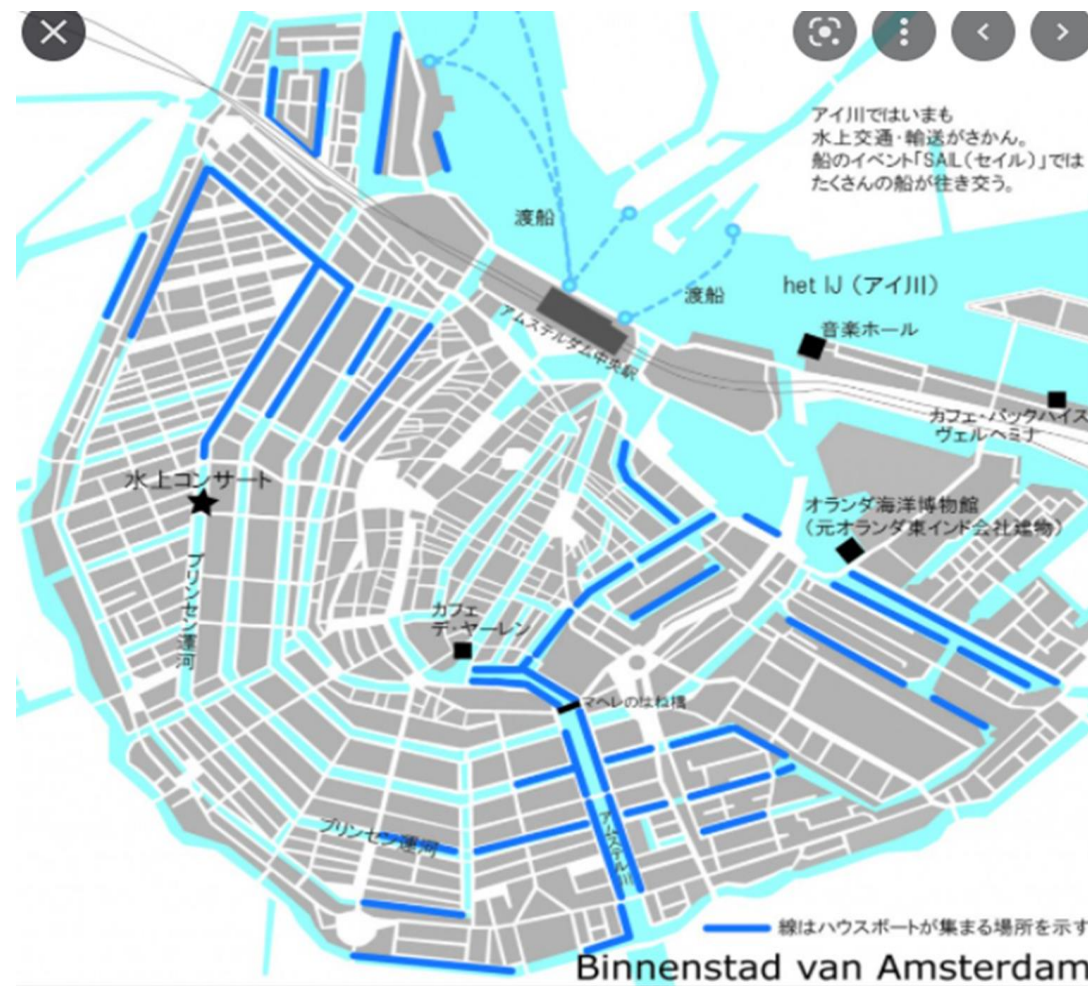 アイ川ではいまも
水上交通・輸送がさかん。
船のイベント「SAIL(セイル)」では
たくさんの船が往き交う。
渡船
渡船
het IJ (アイ川)
アムステルダム中央駅
音楽ホール
カフェ・パックハイス
ヴェルヘミナ
水上コンサート
オランダ海洋博物館
(元オランダ東インド会社建物)
プリンセン運河
カフェ
デ・ヤーレン
マヘレのはね橋
プリンセン運河
アムステル川
線はハウスボートが集まる場所を示す
Binnenstad van Amsterdam